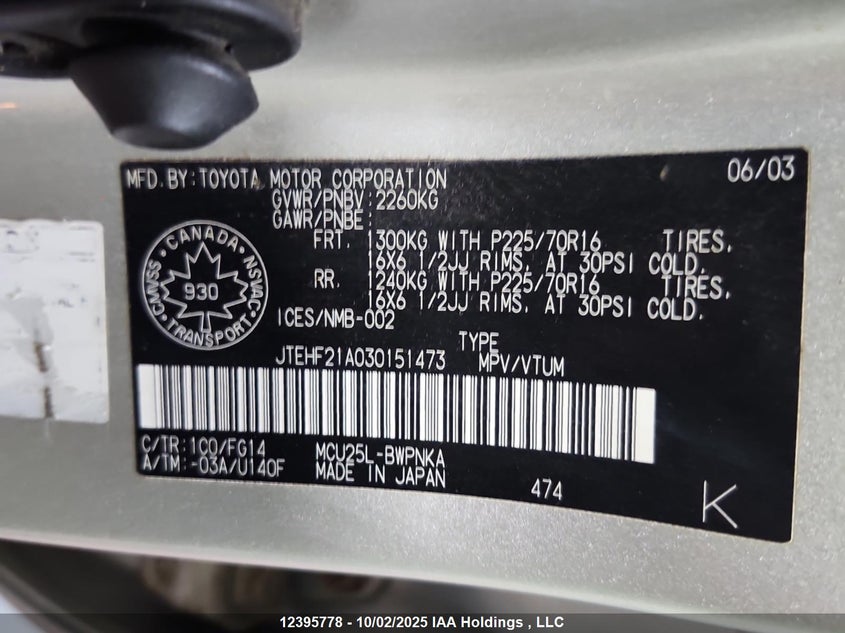 MFD. BY: TOYOTA MOTOR CORPORATION 06/03
GVWR/PNBV: 2260KG
GAWR/PNBE:
FRT. 1300KG WITH P225/70R16 TIRES,
16X6 1/2JJ RIMS, AT 30PSI COLD.
RR. 1240KG WITH P225/70R16 TIRES,
16X6 1/2JJ RIMS, AT 30PSI COLD.
CANADA
CMVSS 930 NSVAC
TRANSPORT
ICES/NMB-002
TYPE
JTEHF21A030151473 MPV/VTUM
C/TR: 1C0/FG14 MCU25L-BWPNKA
A/TM: -03A/U140F MADE IN JAPAN
474
K
12395778 - 10/02/2025 IAA Holdings , LLC